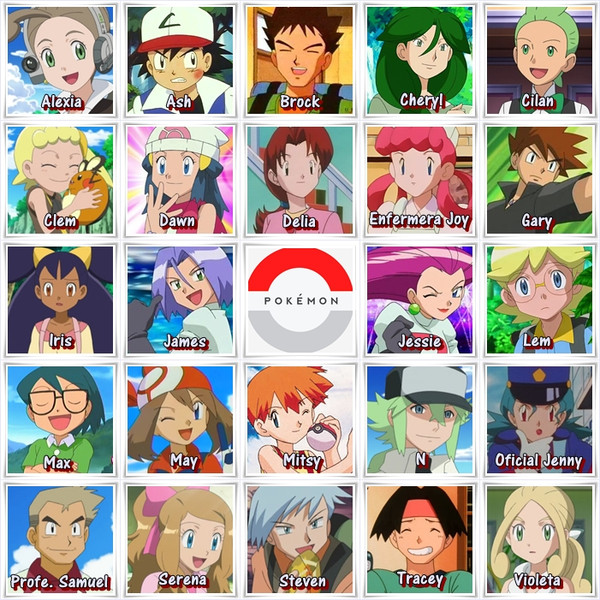 Alexia
Ash
Brock
Cheryl
Cilan
Clem
Dawn
Delia
Enfermera Joy
Gary
Iris
James
POKÉMON
Jessie
Lem
Max
May
Mitsy
N
Oficial Jenny
Profe. Samuel
Serena
Steven
Tracey
Violeta